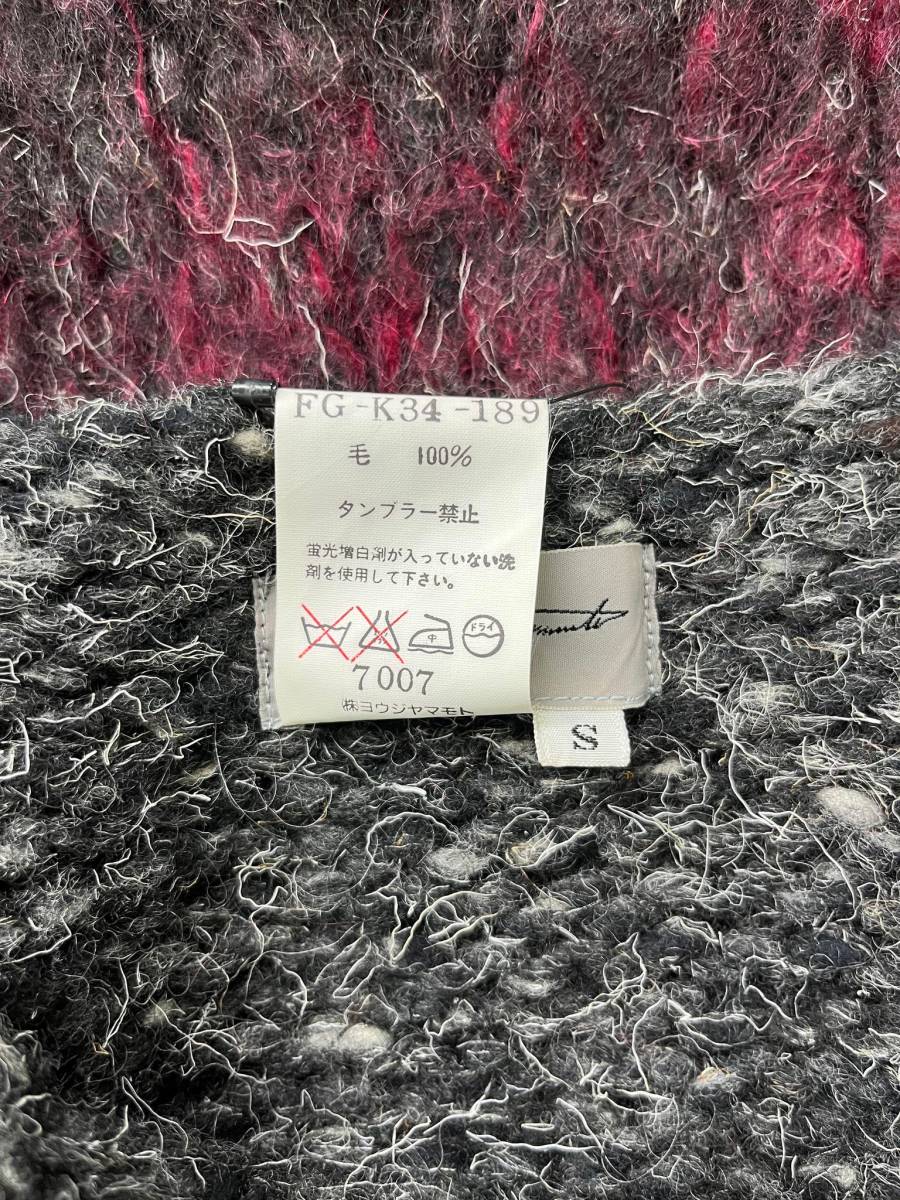 FG-K34-189
毛 100%
タンブラー禁止
蛍光増白剤が入っていない洗
剤を使用して下さい。
中 ドライ
7007
㈱ヨウジヤマモト
S